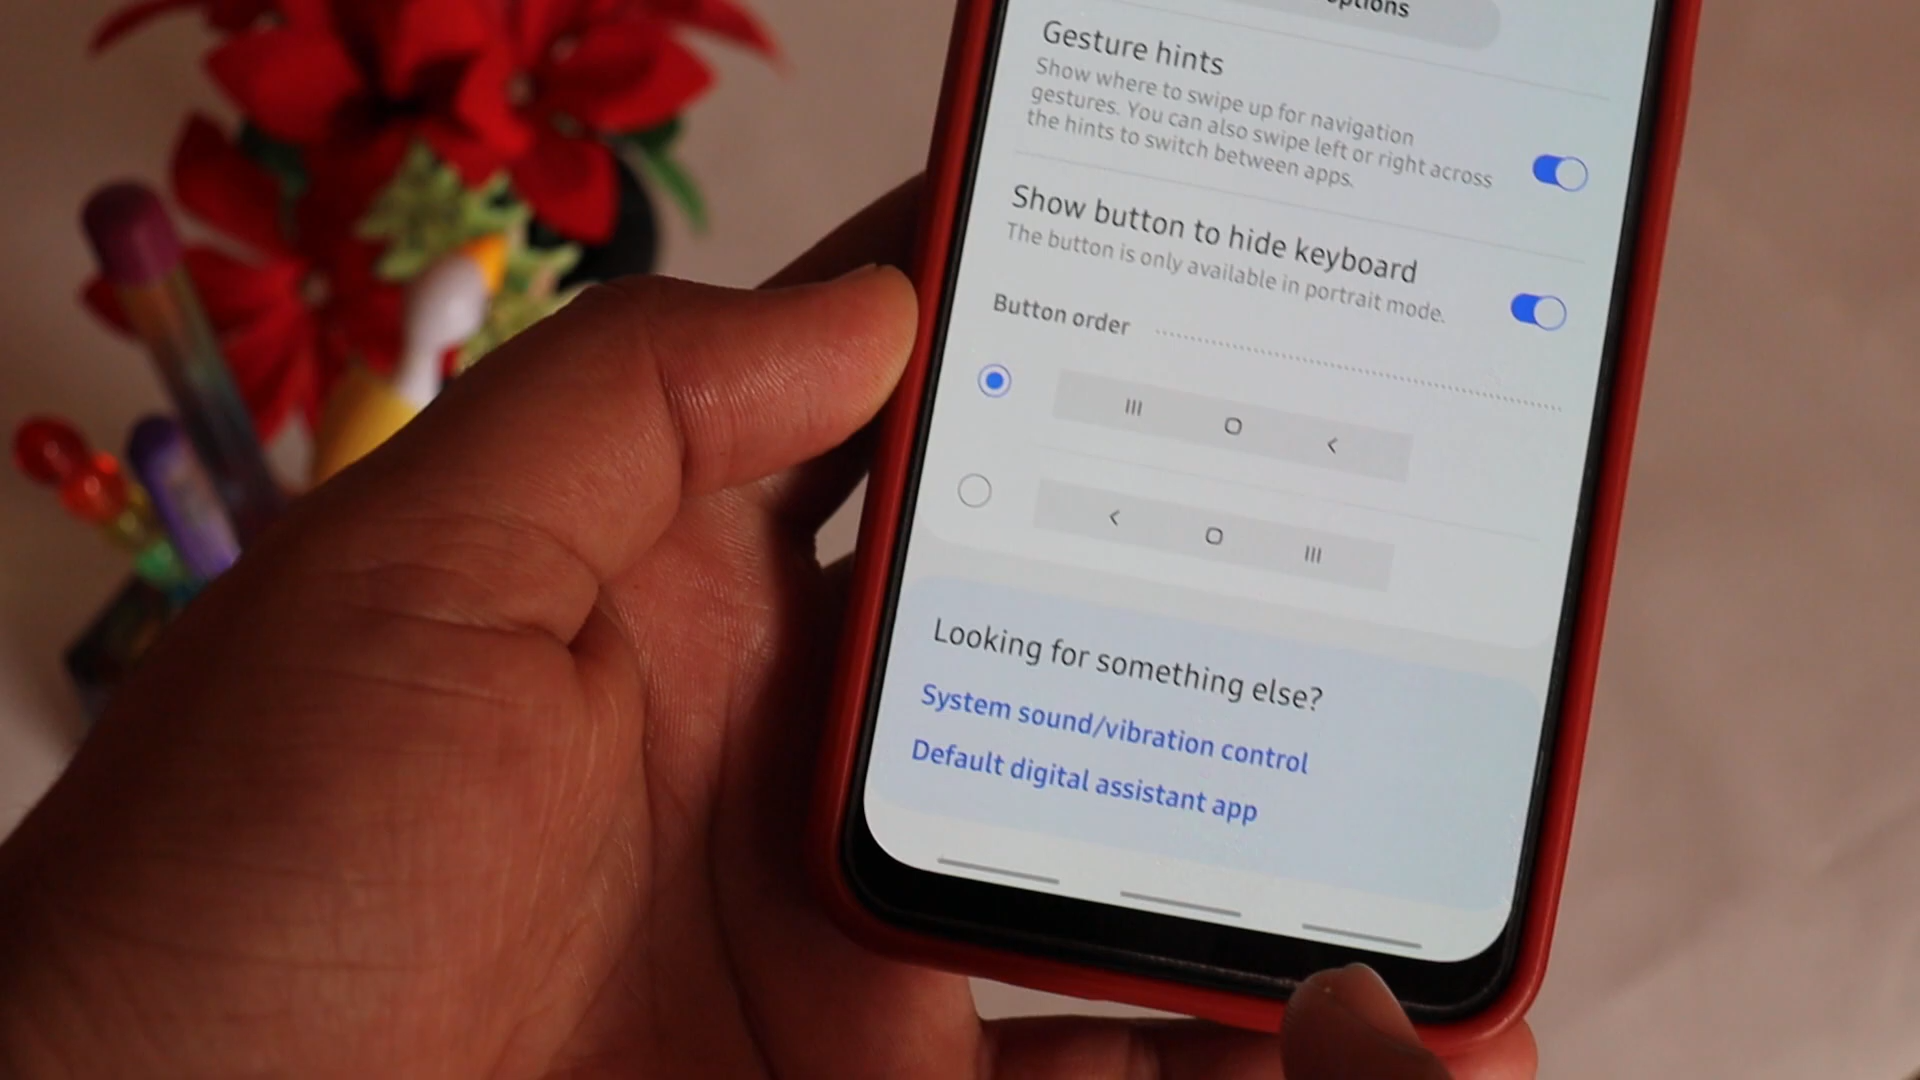 Gesture hints
Show where to swipe up for navigation
gestures. You can also swipe left or right across
the hints to switch between apps.
Show button to hide keyboard
The button is only available in portrait mode.
Button order
Looking for something else?
System sound/vibration control
Default digital assistant app